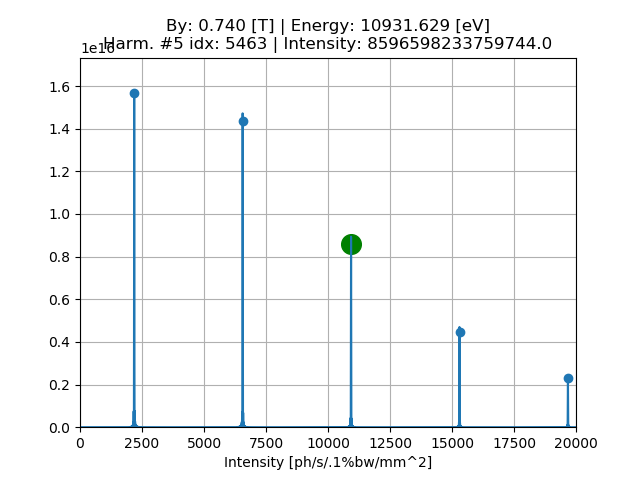 By: 0.740 [T] | Energy: 10931.629 [eV]
Harm. #5 idx: 5463 | Intensity: 8596598233759744.0
1e16
1.6
1.4
1.2
1.0
0.8
0.6
0.4
0.2
0.0
0 2500 5000 7500 10000 12500 15000 17500 20000
Intensity [ph/s/.1%bw/mm^2]